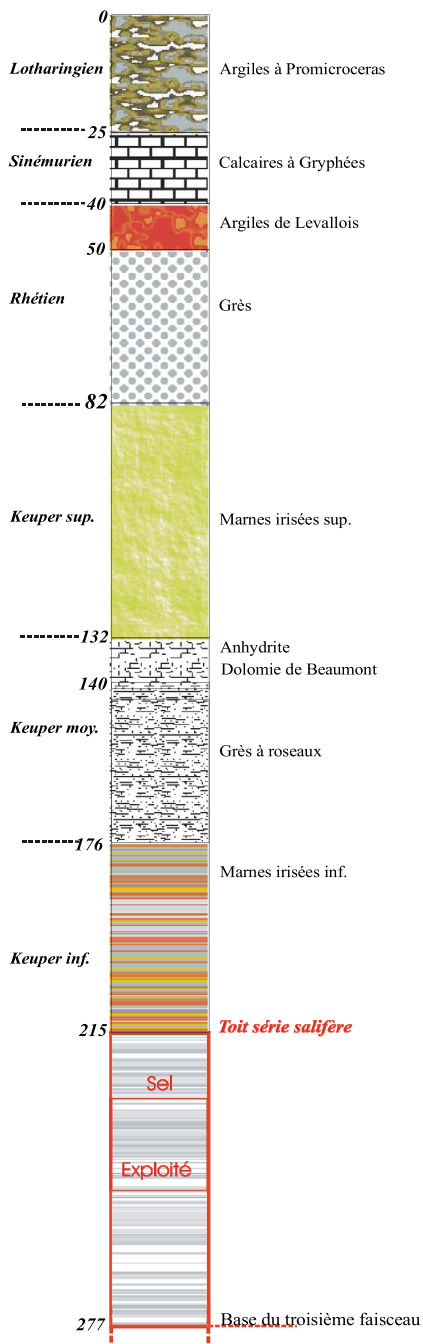 0
Lotharingien
Argiles à Promicroceras
25
Sinémurien
Calcaires à Gryphées
40
Argiles de Levallois
50
Rhétien
Grès
82
Keuper sup.
Marnes irisées sup.
132
Anhydrite
Dolomie de Beaumont
140
Keuper moy.
Grès à roseaux
176
Marnes irisées inf.
Keuper inf.
215
Toit série salifère
Sel
Exploité
277
Base du troisième faisceau